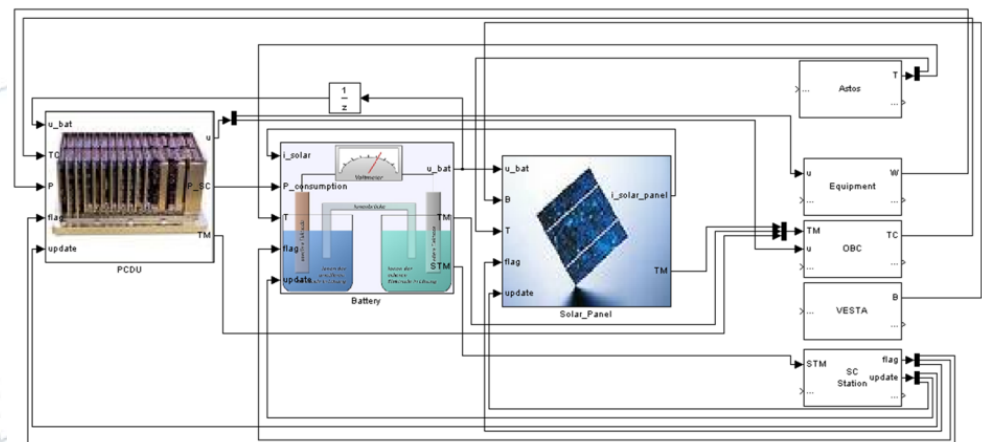 T
Astos
...
...
1
z
u_bat
TC
P
flag
update
u
P_SC
TM
PCDU
i_solar
P_consumption
T
flag
update
Voltmeter
u_bat
TM
STM
Battery
u_bat
B
T
flag
update
i_solar_panel
TM
Solar_Panel
u
Equipment
W
...
...
TM
u
OBC
TC
...
...
B
VESTA
...
...
STM
SC
Station
flag
update
...
...